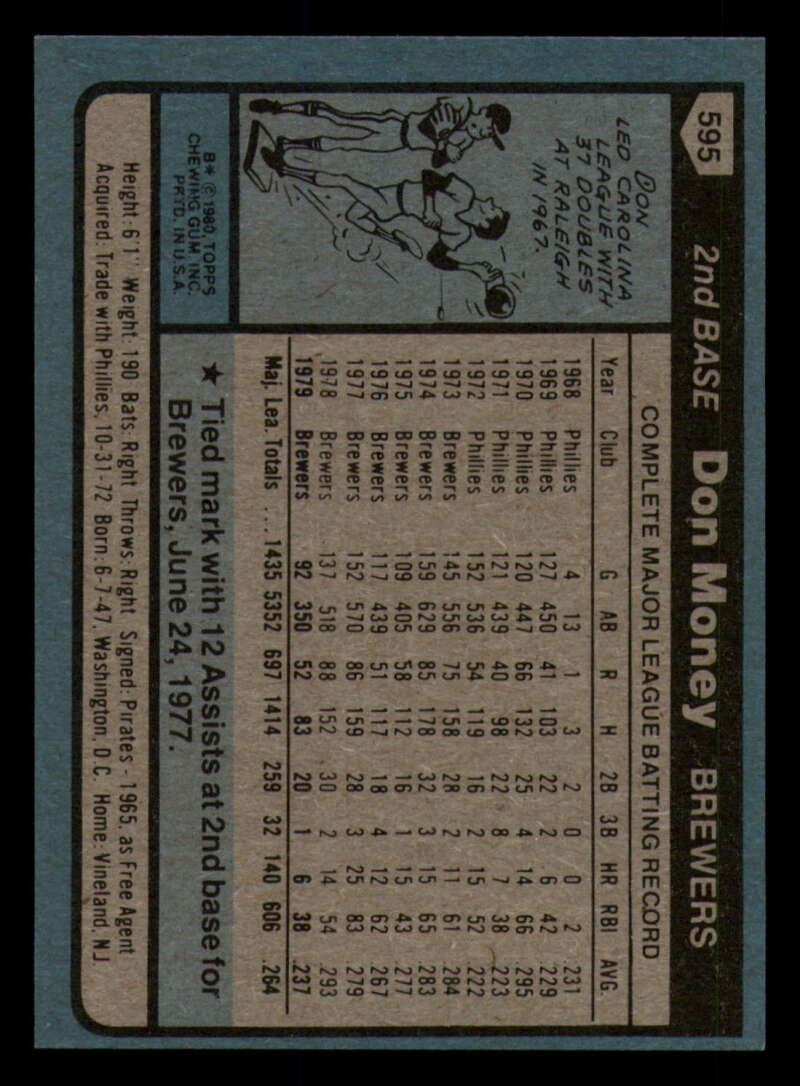 595 2nd BASE Don Money BREWERS
DON
LED CAROLINA
LEAGUE WITH
37 DOUBLES
AT RALEIGH
IN 1967.
B* © 1980, TOPPS
CHEWING GUM INC.
PRTD. IN U.S.A.
COMPLETE MAJOR LEAGUE BATTING RECORD
Year Club G AB R H 2B 3B HR RBI AVG.
1968 Phillies 4 13 1 3 2 0 0 2 .231
1969 Phillies 127 450 41 103 22 2 6 42 .229
1970 Phillies 120 447 66 132 25 4 14 66 .295
1971 Phillies 121 439 40 98 22 8 7 38 .223
1972 Phillies 152 536 54 119 16 2 15 52 .222
1973 Brewers 145 556 75 158 28 2 11 61 .284
1974 Brewers 159 629 85 178 32 3 15 65 .283
1975 Brewers 109 405 58 112 16 1 15 43 .277
1976 Brewers 117 439 51 117 18 4 12 62 .267
1977 Brewers 152 570 86 159 28 3 25 83 .279
1978 Brewers 137 518 88 152 30 2 14 54 .293
1979 Brewers 92 350 52 83 20 1 6 38 .237
Maj. Lea. Totals ... 1435 5352 697 1414 259 32 140 606 .264
★ Tied mark with 12 Assists at 2nd base for
Brewers, June 24, 1977.
Height: 6'1" Weight: 190 Bats: Right Throws: Right Signed: Pirates - 1965, as Free Agent
Acquired: Trade with Phillies, 10-31-72 Born: 6-7-47, Washington, D.C. Home: Vineland, N.J.